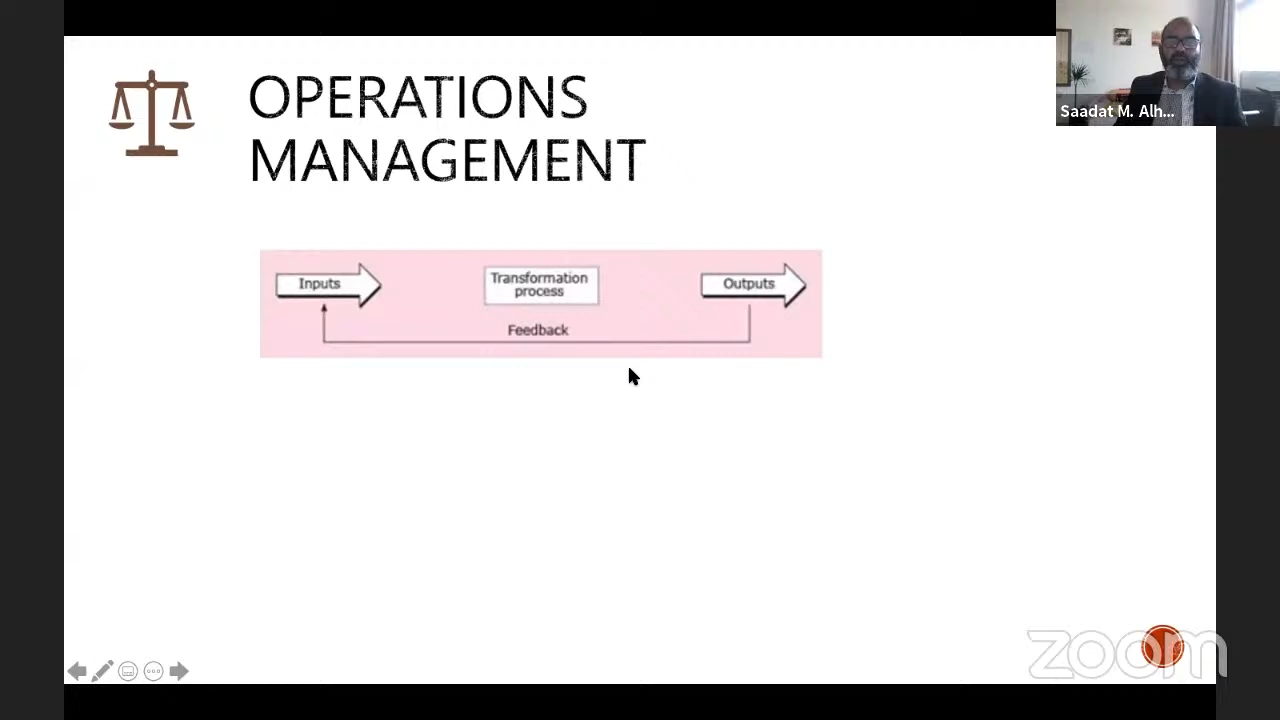 OPERATIONS
MANAGEMENT
Saadat M. Alh...
Inputs
Transformation
process
Outputs
Feedback
zoom